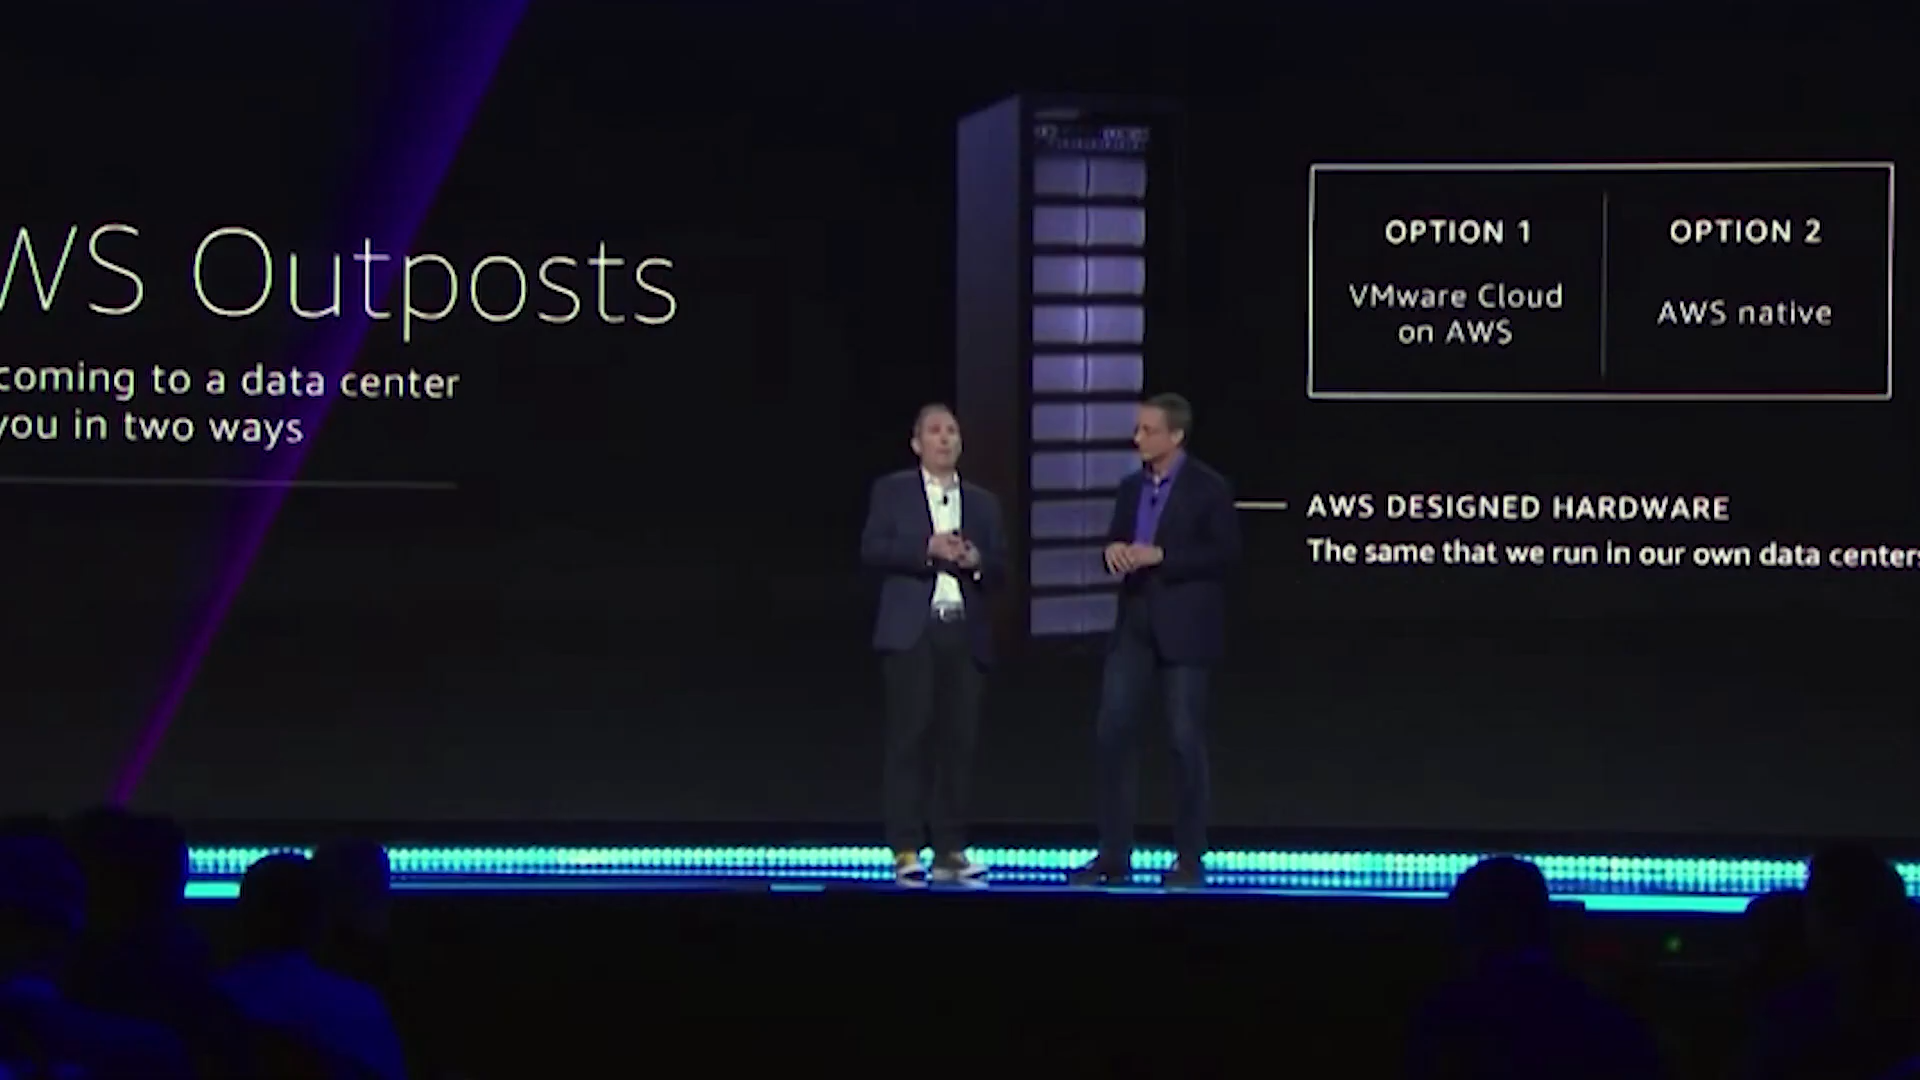 WS Outposts
coming to a data center
you in two ways
OPTION 1
VMware Cloud
on AWS
OPTION 2
AWS native
AWS DESIGNED HARDWARE
The same that we run in our own data centers